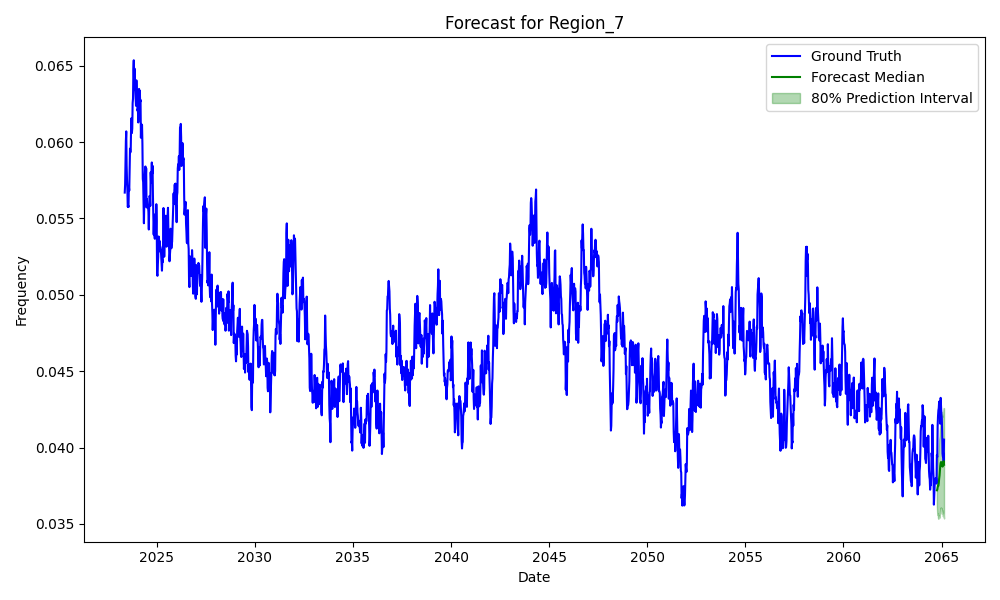 Forecast for Region_7
Ground Truth
Forecast Median
80% Prediction Interval
Frequency
0.065
0.060
0.055
0.050
0.045
0.040
0.035
2025
2030
2035
2040
2045
2050
2055
2060
2065
Date